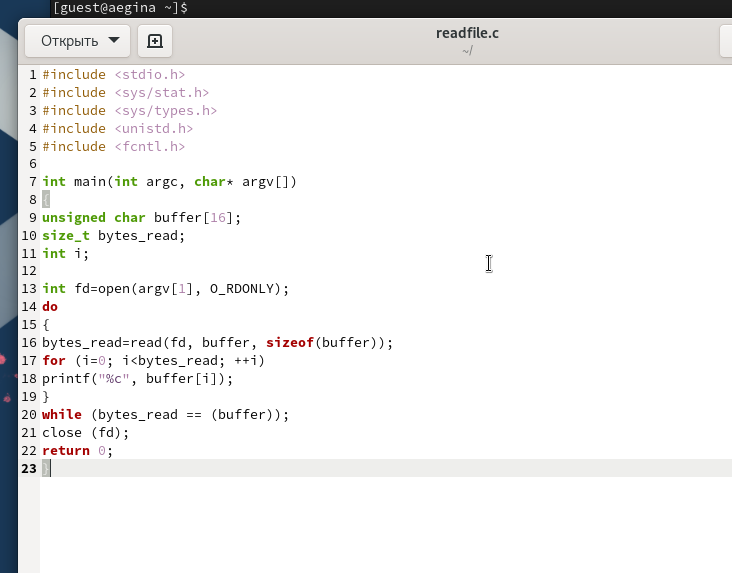 [guest@aegina ~]$
Открыть
readfile.c
~/
1 #include <stdio.h>
2 #include <sys/stat.h>
3 #include <sys/types.h>
4 #include <unistd.h>
5 #include <fcntl.h>
6
7 int main(int argc, char* argv[])
8 {
9 unsigned char buffer[16];
10 size_t bytes_read;
11 int i;
12
13 int fd=open(argv[1], O_RDONLY);
14 do
15 {
16 bytes_read=read(fd, buffer, sizeof(buffer));
17 for (i=0; i<bytes_read; ++i)
18 printf("%c", buffer[i]);
19 }
20 while (bytes_read == (buffer));
21 close (fd);
22 return 0;
23 }